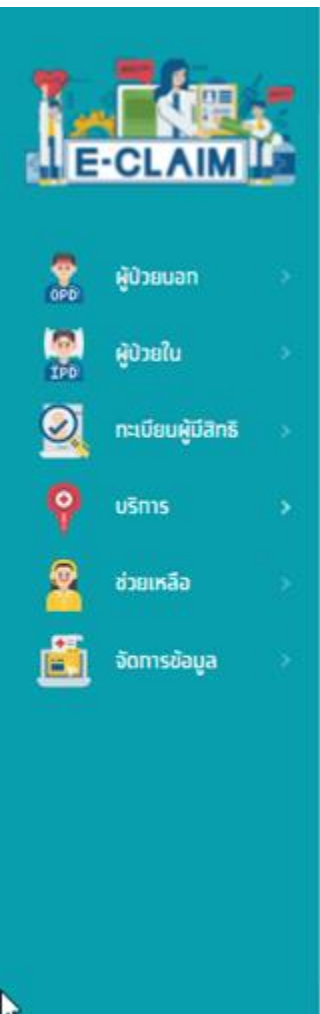 E-CLAIM
OPD
ผู้ป่วยนอก
IPD
ผู้ป่วยใน
ทะเบียนผู้มีสิทธิ
บริการ
ช่วยเหลือ
จัดการข้อมูล